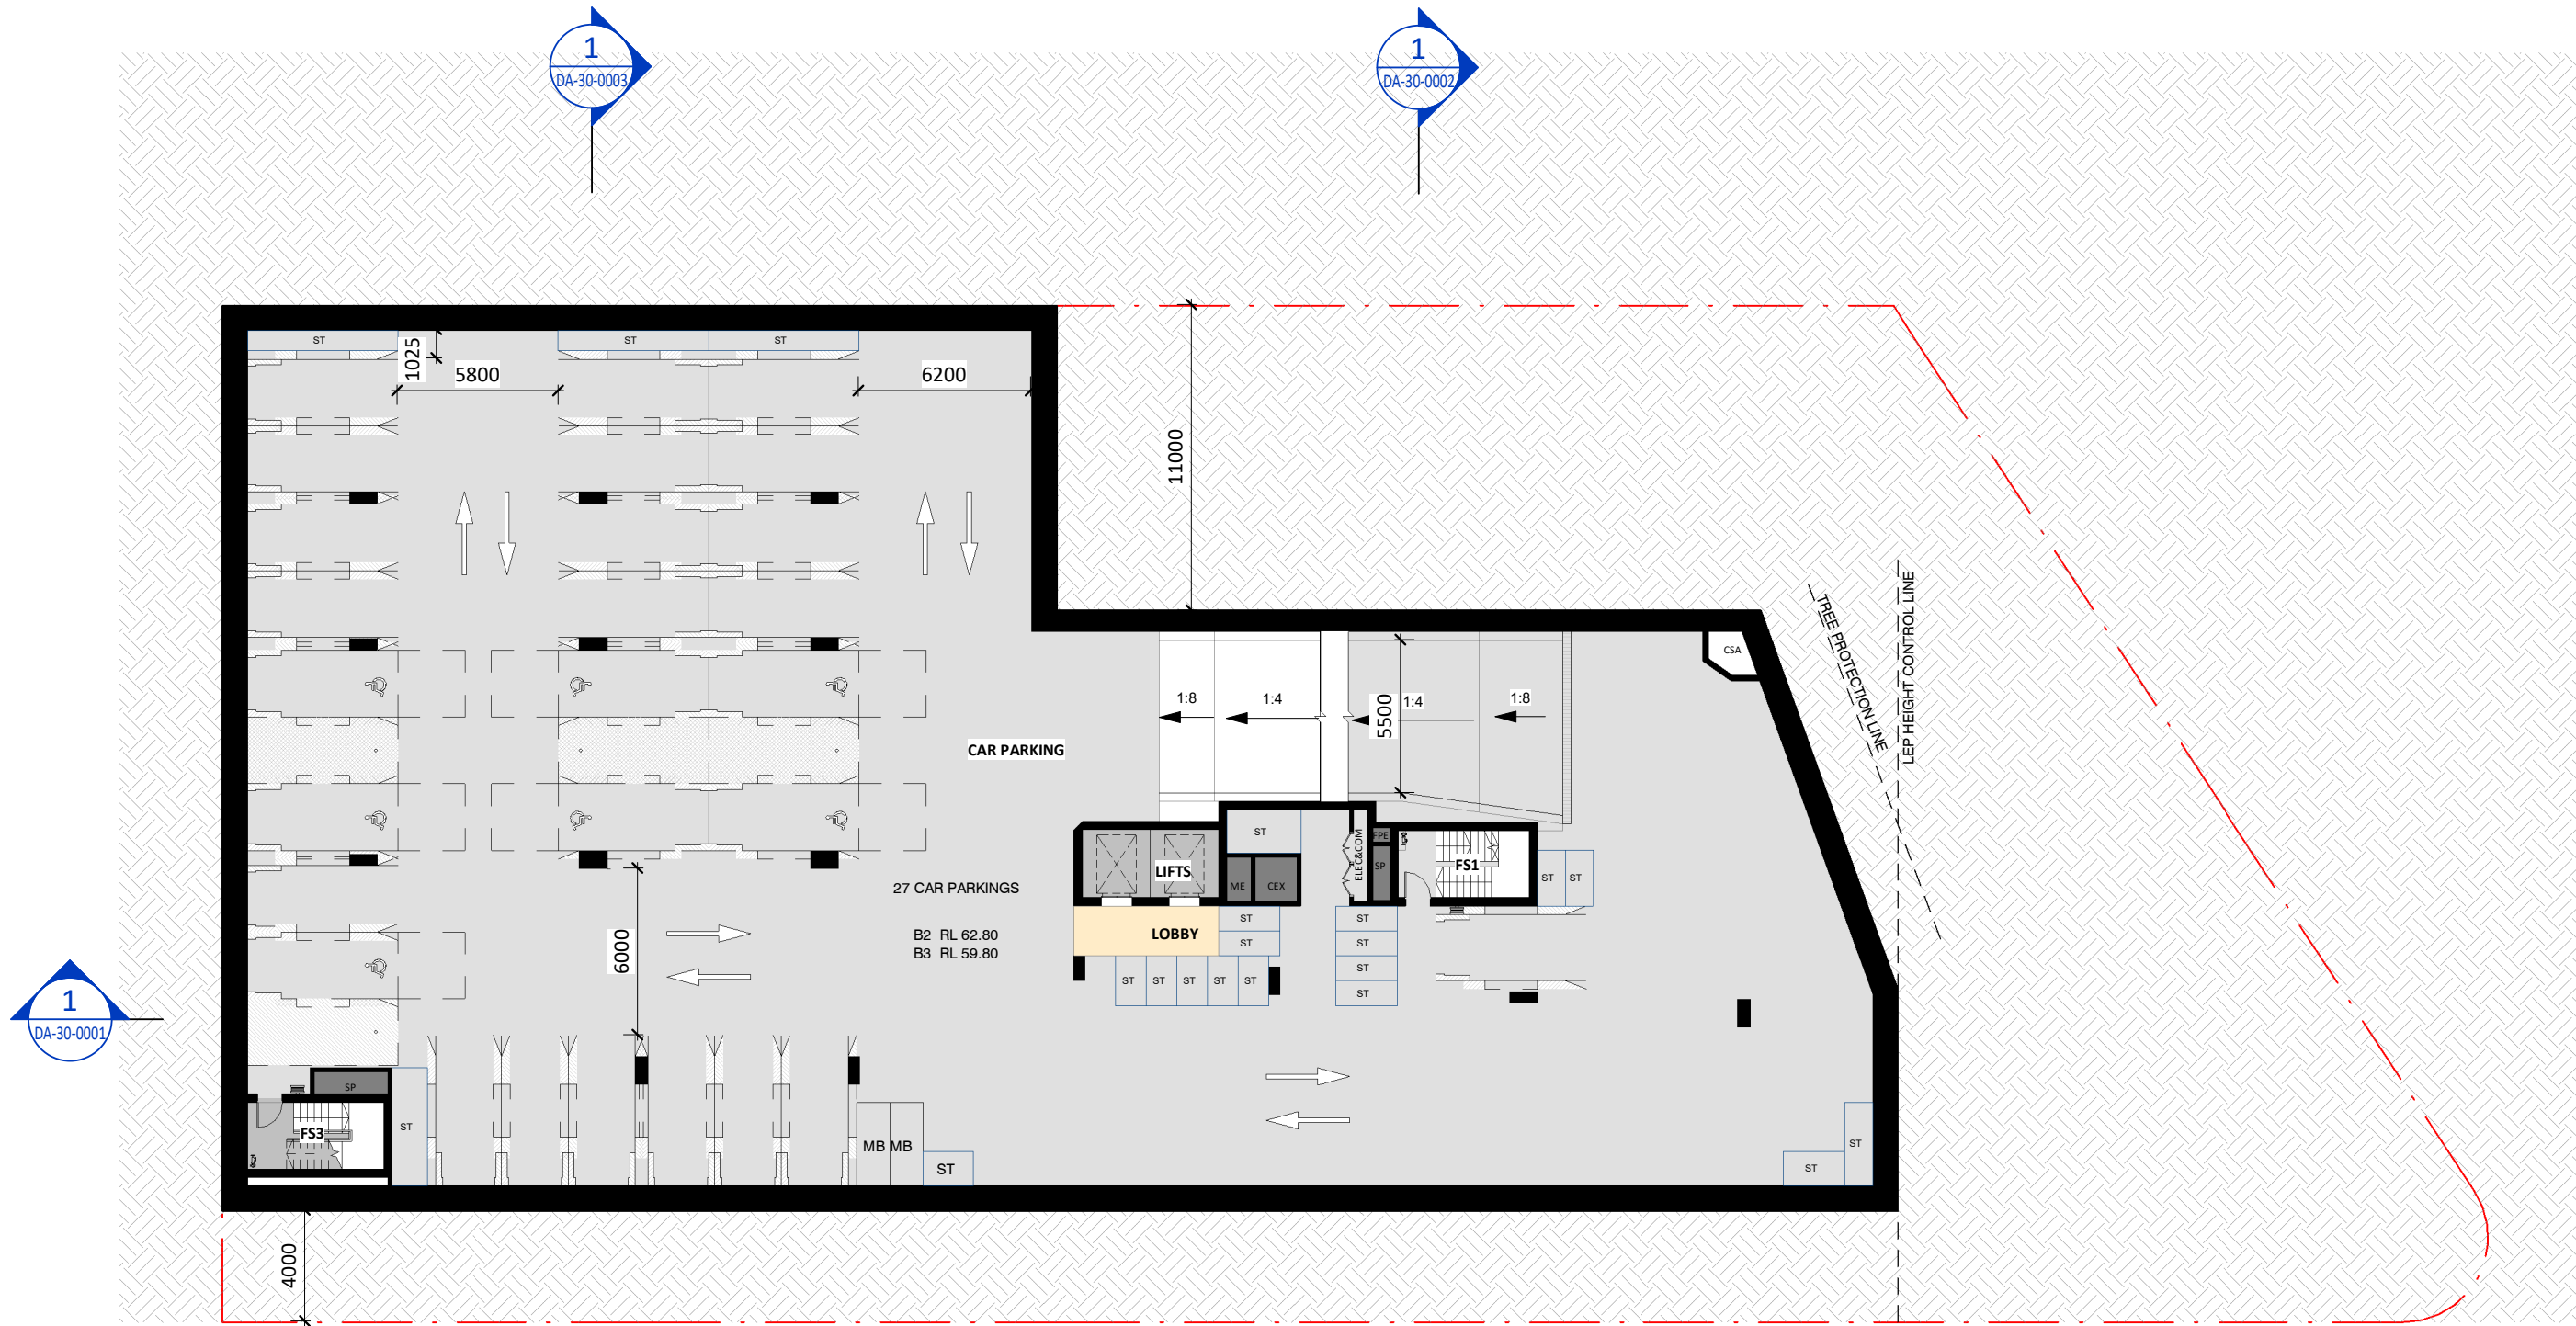 1
DA-30-0003
1
DA-30-0002
ST
ST
ST
1025
5800
6200
11000
TREE PROTECTION LINE
LEP HEIGHT CONTROL LINE
CSA
1:8
1:4
5500
1:4
1:8
CAR PARKING
ST
ELEC&COM
FPE
SP
FS1
LIFTS
ME
CEX
ST
ST
27 CAR PARKINGS
B2 RL 62.80
B3 RL 59.80
6000
LOBBY
ST
ST
ST
ST
ST
ST
ST
ST
ST
ST
ST
1
DA-30-0001
SP
FS3
ST
MB
MB
ST
ST
ST
4000